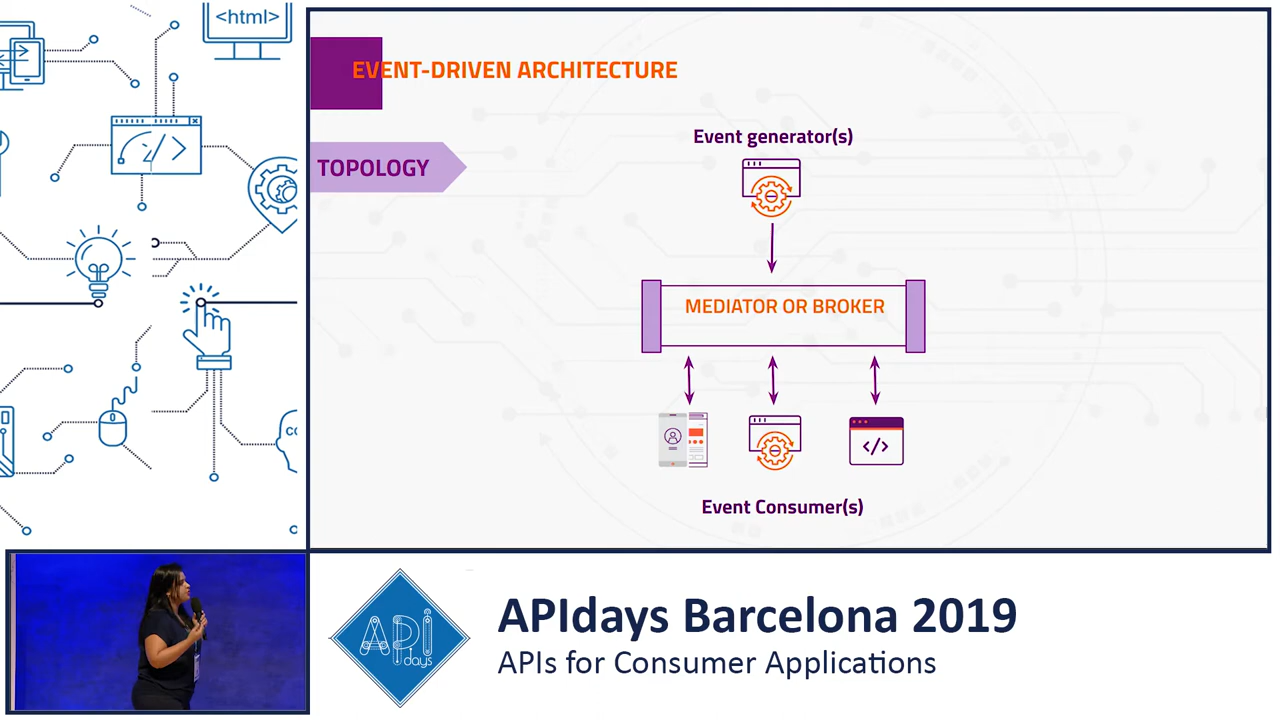 <html>
EVENT-DRIVEN ARCHITECTURE
TOPOLOGY
Event generator(s)
MEDIATOR OR BROKER
</>
Event Consumer(s)
</>
CO
API
days
APIdays Barcelona 2019
APIs for Consumer Applications